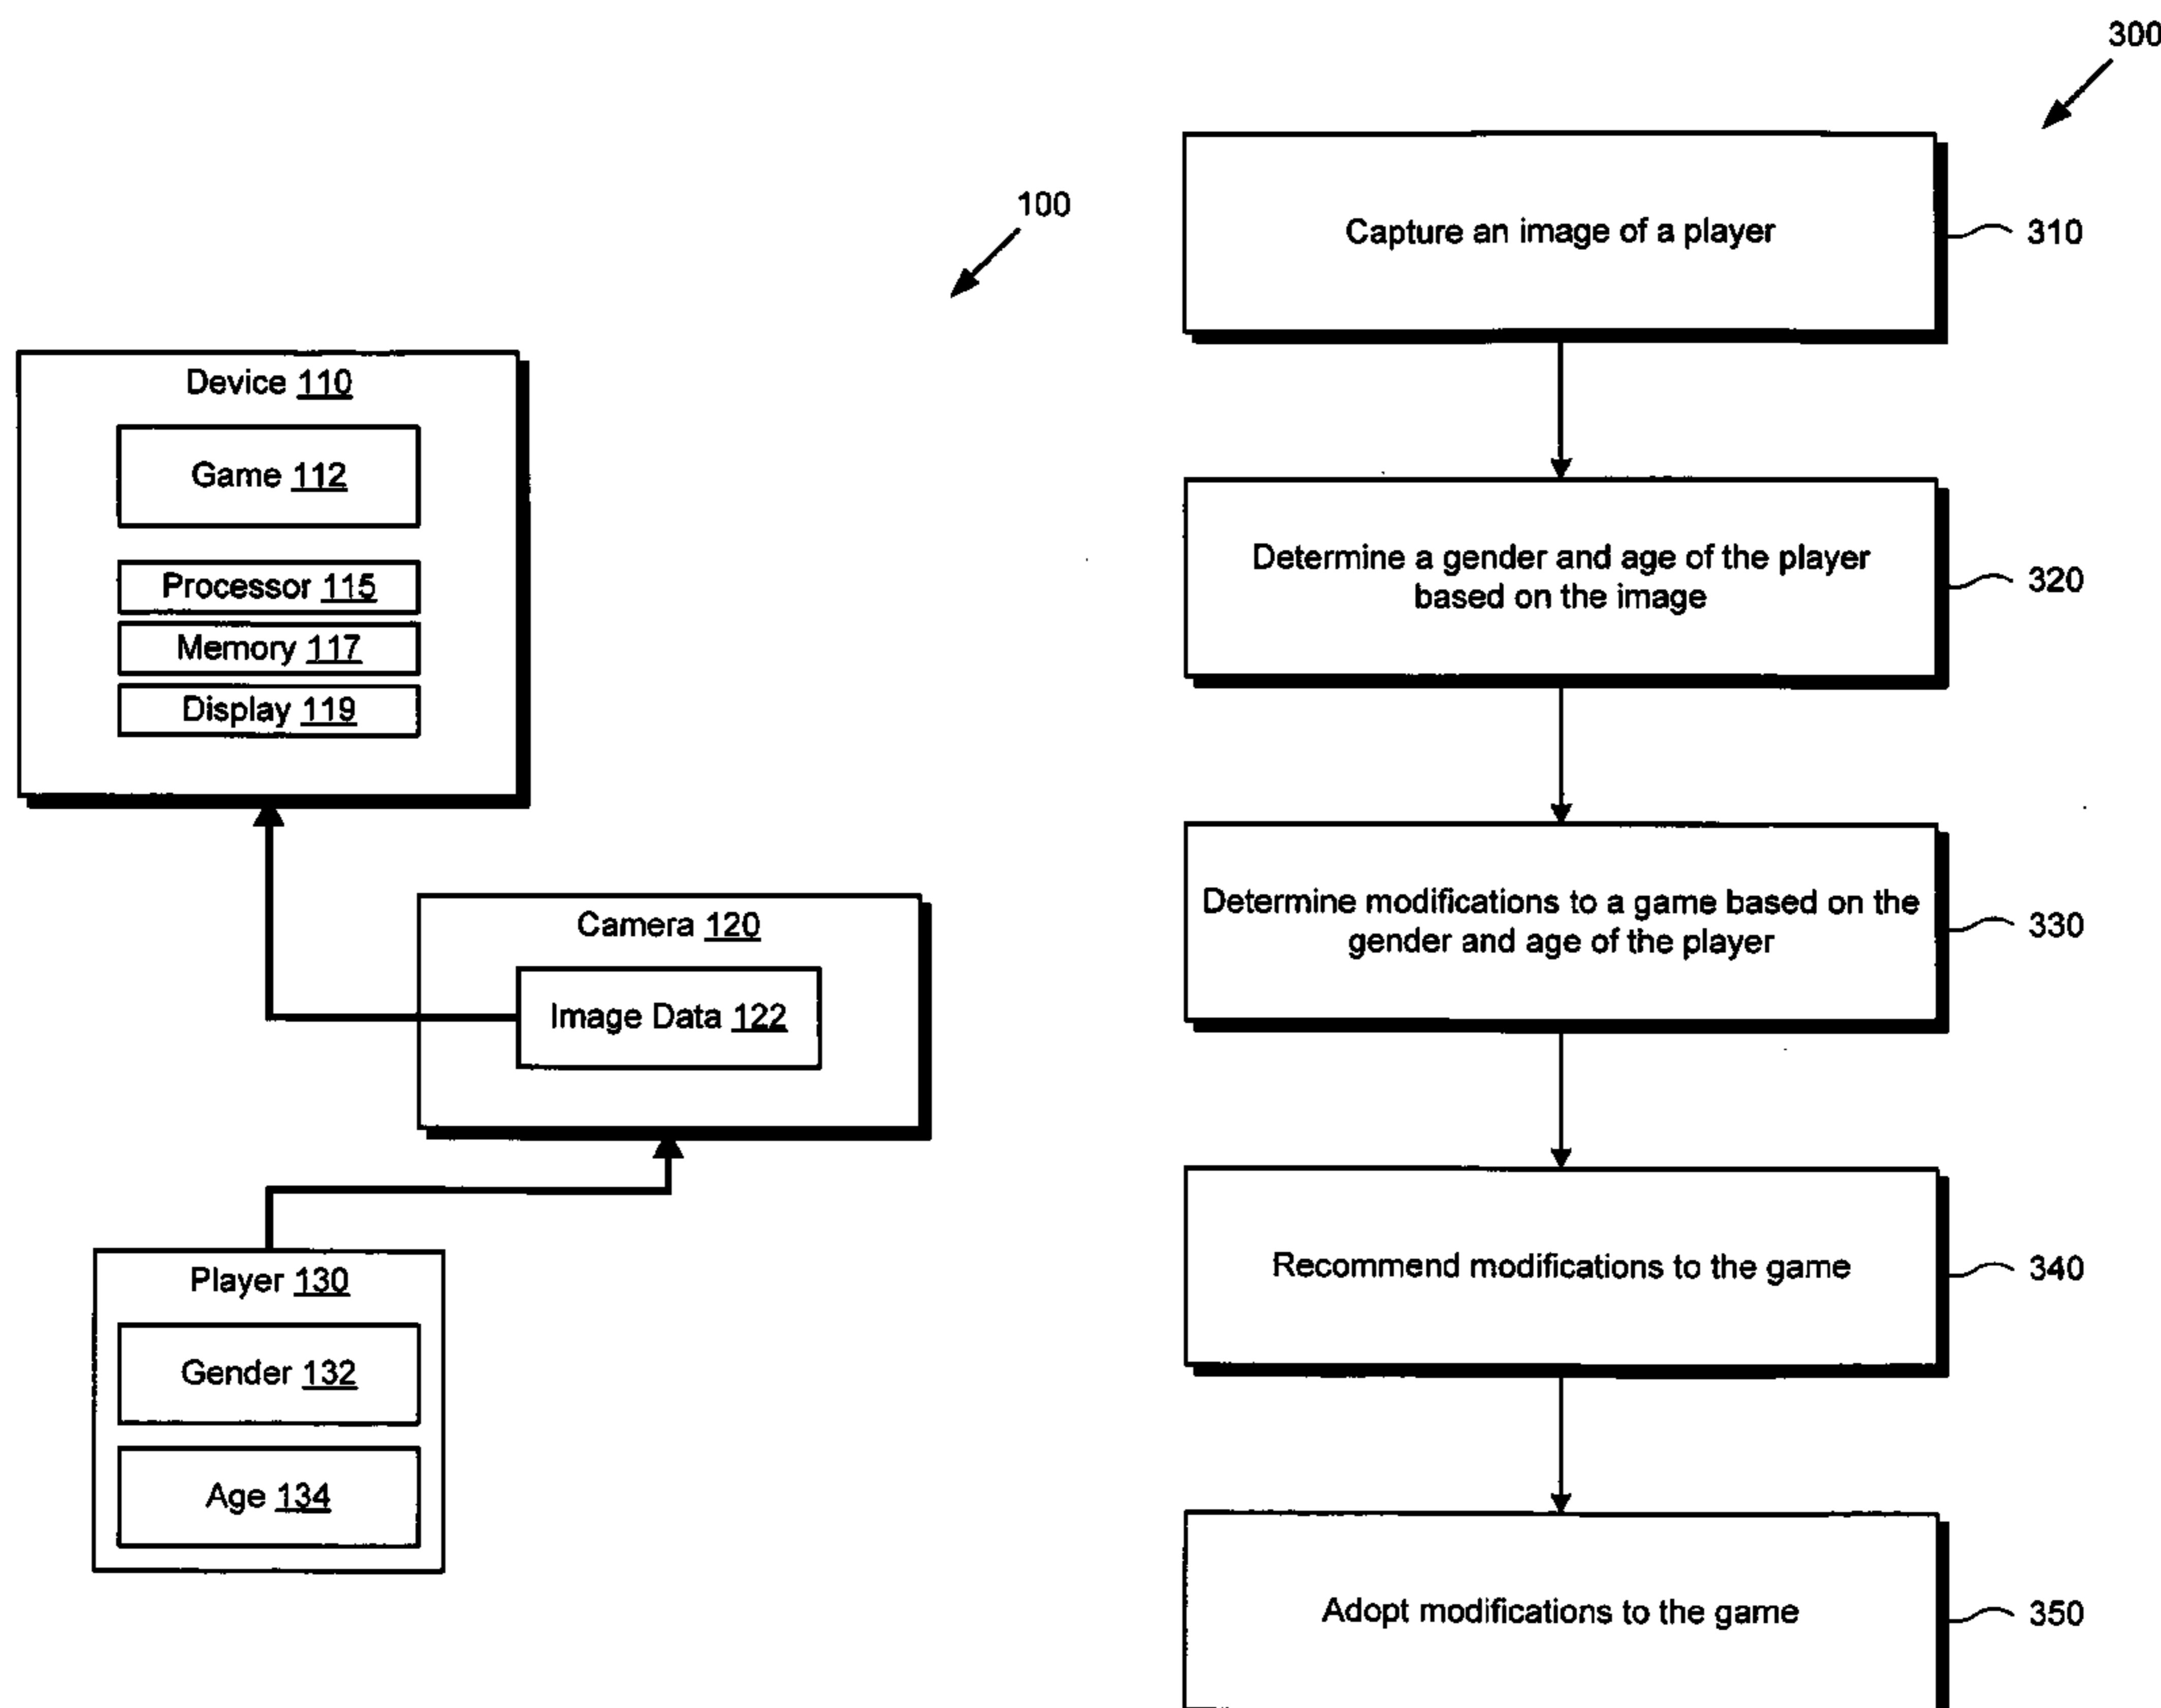 100
Device 110
Game 112
Processor 115
Memory 117
Display 119
Camera 120
Image Data 122
Player 130
Gender 132
Age 134
300
Capture an image of a player
310
Determine a gender and age of the player
based on the image
320
Determine modifications to a game based on the
gender and age of the player
330
Recommend modifications to the game
340
Adopt modifications to the game
350